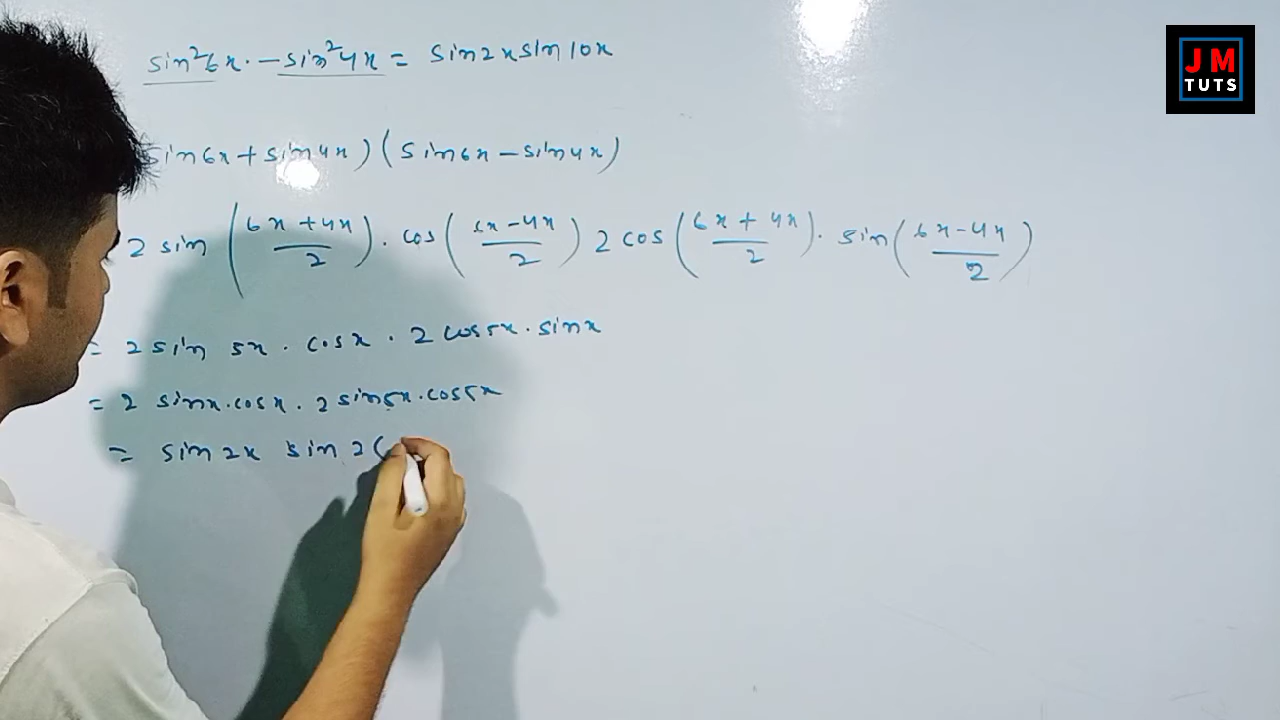 sin²6x - sin²4x = sin2x sin10x
sin6x + sin4x)(sin6x - sin4x)
2 sin (6x + 4x / 2) · cos (6x - 4x / 2) 2 cos (6x + 4x / 2) · sin (6x - 4x / 2)
= 2 sin 5x · cosx · 2 cos5x · sinx
= 2 sinx · cosx · 2 sin5x · cos5x
= sin 2x sin 2(
JM
TUTS